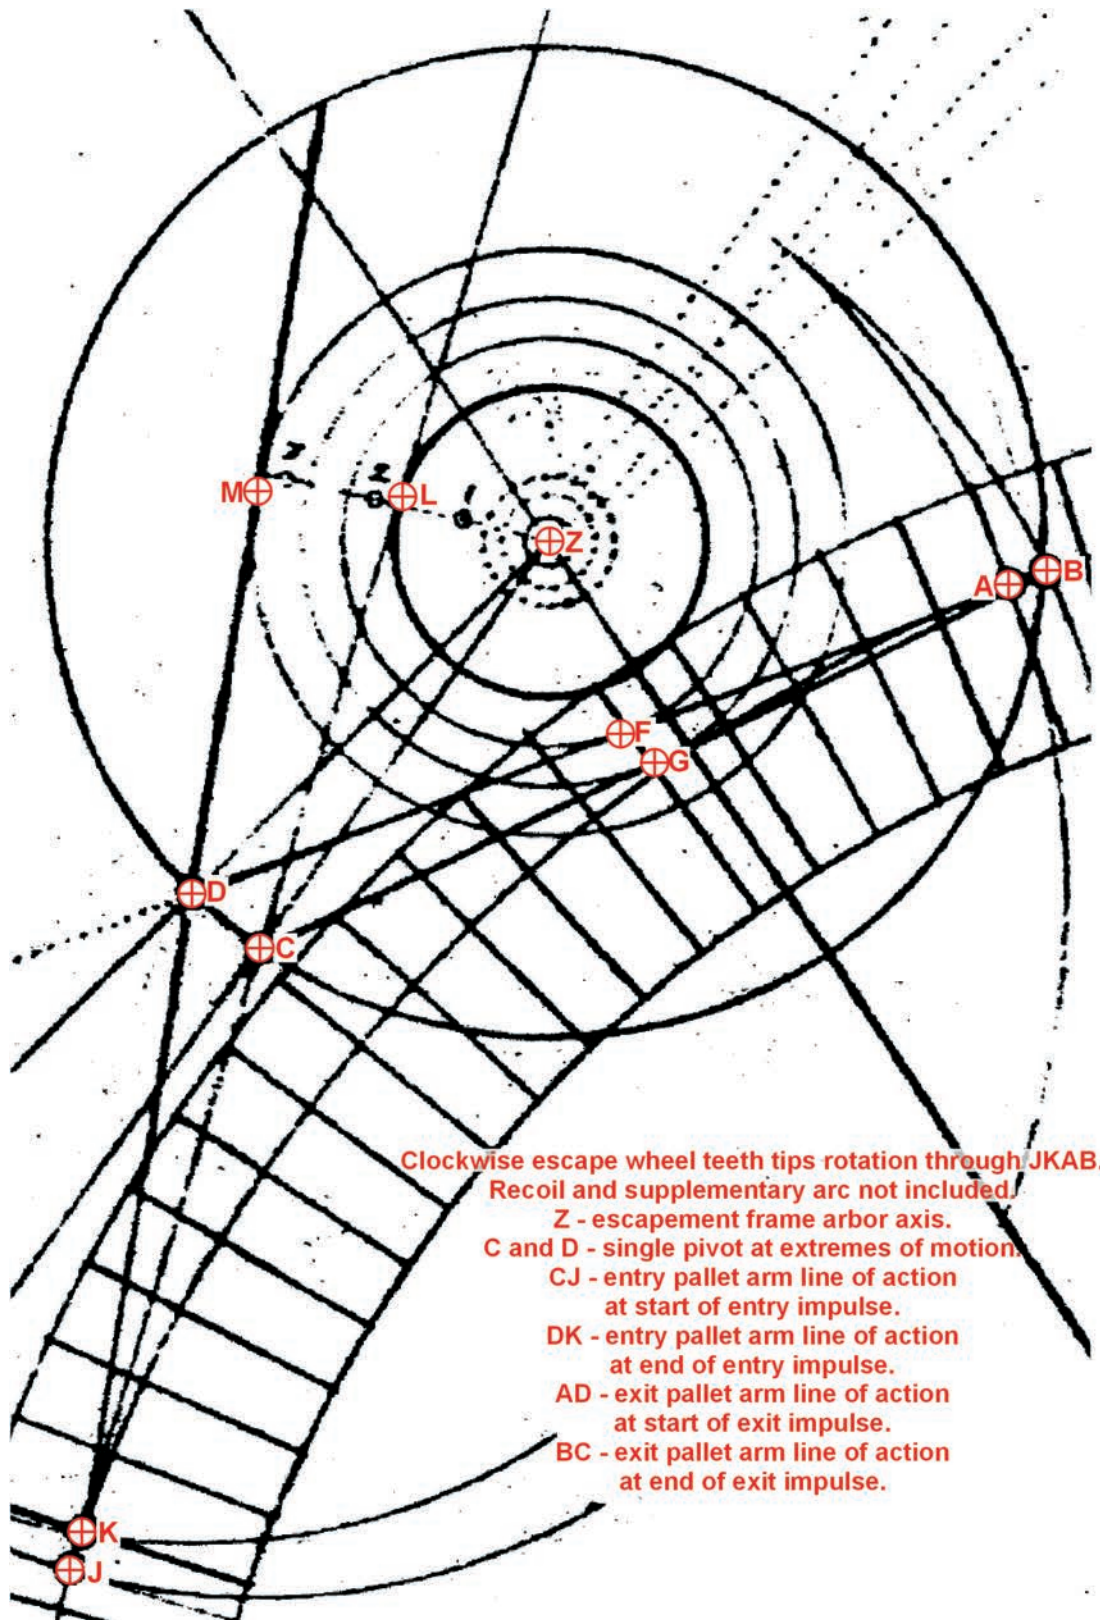 M
L
Z
A
B
F
G
D
C
Clockwise escape wheel teeth tips rotation through JKAB.
Recoil and supplementary arc not included.
Z - escapement frame arbor axis.
C and D - single pivot at extremes of motion.
CJ - entry pallet arm line of action
at start of entry impulse.
DK - entry pallet arm line of action
at end of entry impulse.
AD - exit pallet arm line of action
at start of exit impulse.
BC - exit pallet arm line of action
at end of exit impulse.
K
J